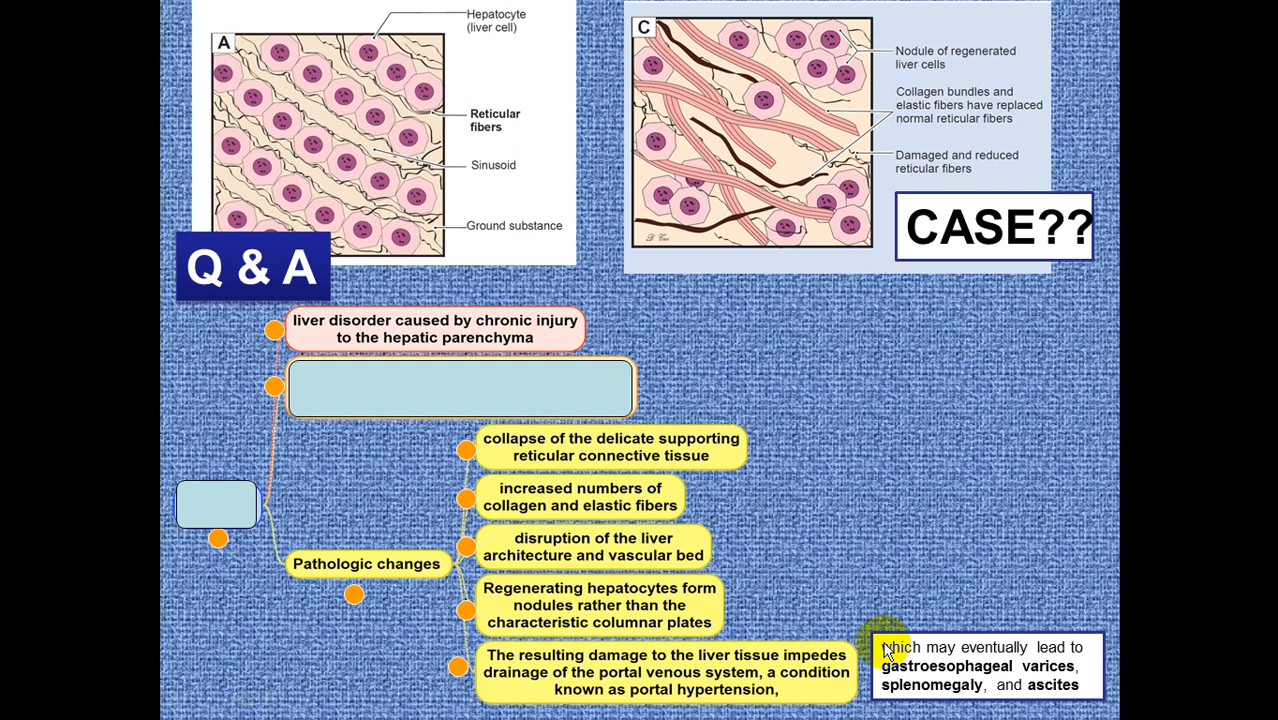 A
Hepatocyte
(liver cell)
Reticular
fibers
Sinusoid
Ground substance
C
Nodule of regenerated
liver cells
Collagen bundles and
elastic fibers have replaced
normal reticular fibers
Damaged and reduced
reticular fibers
CASE??
Q & A
liver disorder caused by chronic injury
to the hepatic parenchyma
Pathologic changes
collapse of the delicate supporting
reticular connective tissue
increased numbers of
collagen and elastic fibers
disruption of the liver
architecture and vascular bed
Regenerating hepatocytes form
nodules rather than the
characteristic columnar plates
The resulting damage to the liver tissue impedes
drainage of the portal venous system, a condition
known as portal hypertension,
which may eventually lead to
gastroesophageal varices,
splenomegaly, and ascites